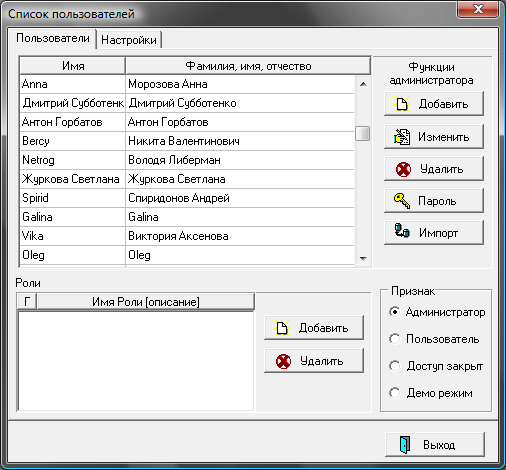 Список пользователей
Пользователи Настройки
Имя Фамилия, имя, отчество
Anna Морозова Анна
Дмитрий Субботенк Дмитрий Субботенко
Антон Горбатов Антон Горбатов
Bercy Никита Валентинович
Netrog Володя Либерман
Журкова Светлана Журкова Светлана
Spirid Спиридонов Андрей
Galina Galina
Vika Виктория Аксенова
Oleg Oleg
Функции
администратора
Добавить
Изменить
Удалить
Пароль
Импорт
Роли
Г Имя Роли [описание]
Добавить
Удалить
Признак
Администратор
Пользователь
Доступ закрыт
Демо режим
Выход